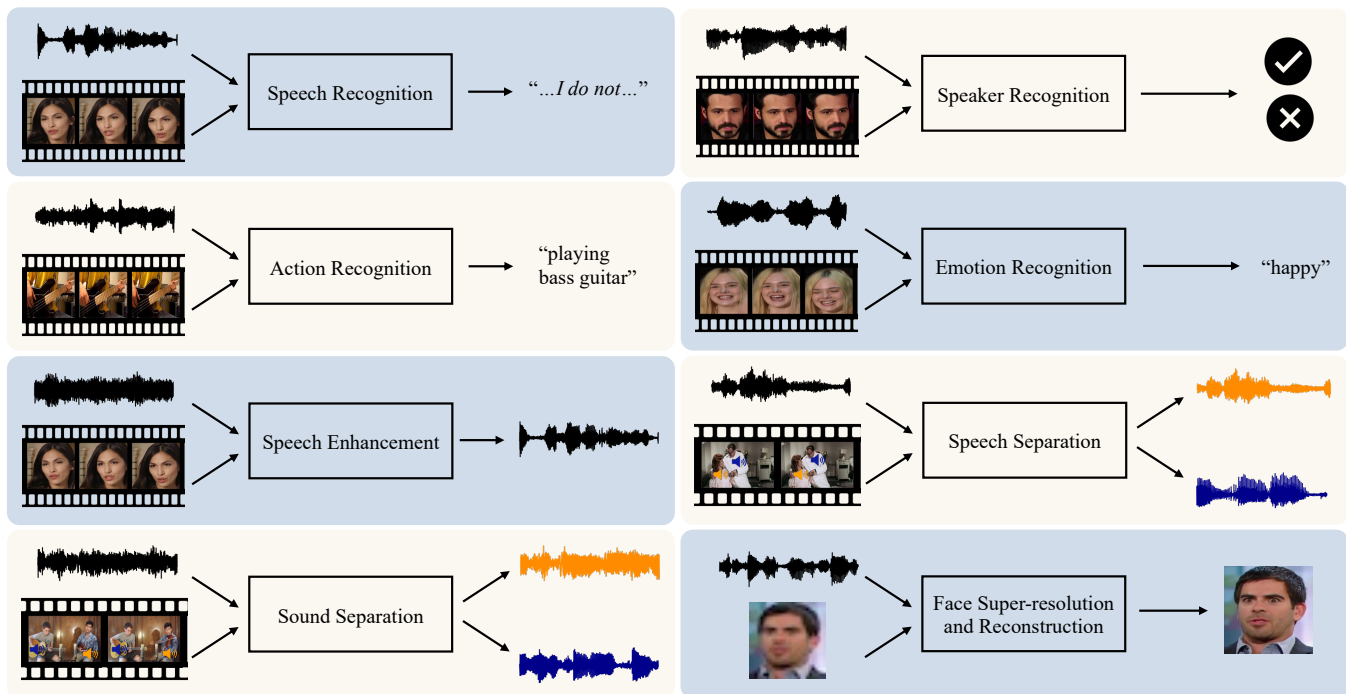 Speech Recognition
“...I do not...”
Speaker Recognition
Action Recognition
“playing
bass guitar”
Emotion Recognition
“happy”
Speech Enhancement
Speech Separation
Sound Separation
Face Super-resolution
and Reconstruction